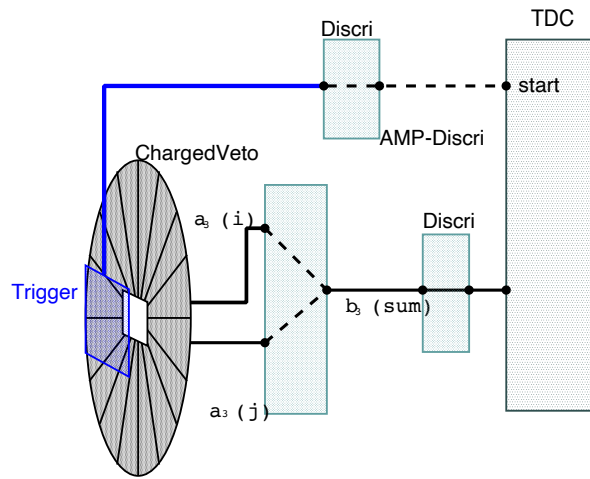 TDC
Discri
start
AMP-Discri
ChargedVeto
a₃ (i)
Discri
Trigger
b₃ (sum)
a₃ (j)